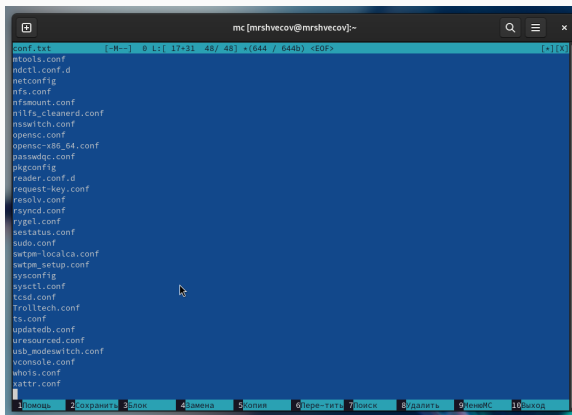 mc [mrshvecov@mrshvecov]:~
conf.txt [-M--] 0 L:[ 17+31 48/ 48] *(644 / 644b) <EOF> [*][X]
mtools.conf
ndctl.conf.d
netconfig
nfs.conf
nfsmount.conf
nilfs_cleanerd.conf
nsswitch.conf
opensc.conf
opensc-x86_64.conf
passwdqc.conf
pkgconfig
reader.conf.d
request-key.conf
resolv.conf
rsyncd.conf
rygel.conf
sestatus.conf
sudo.conf
swtpm-localca.conf
swtpm_setup.conf
sysconfig
sysctl.conf
tcsd.conf
Trolltech.conf
ts.conf
updatedb.conf
uresourced.conf
usb_modeswitch.conf
vconsole.conf
whois.conf
xattr.conf
1Помощь 2Сохранить 3Блок 4Замена 5Копия 6Пере~тить 7Поиск 8Удалить 9МенюMC 10Выход